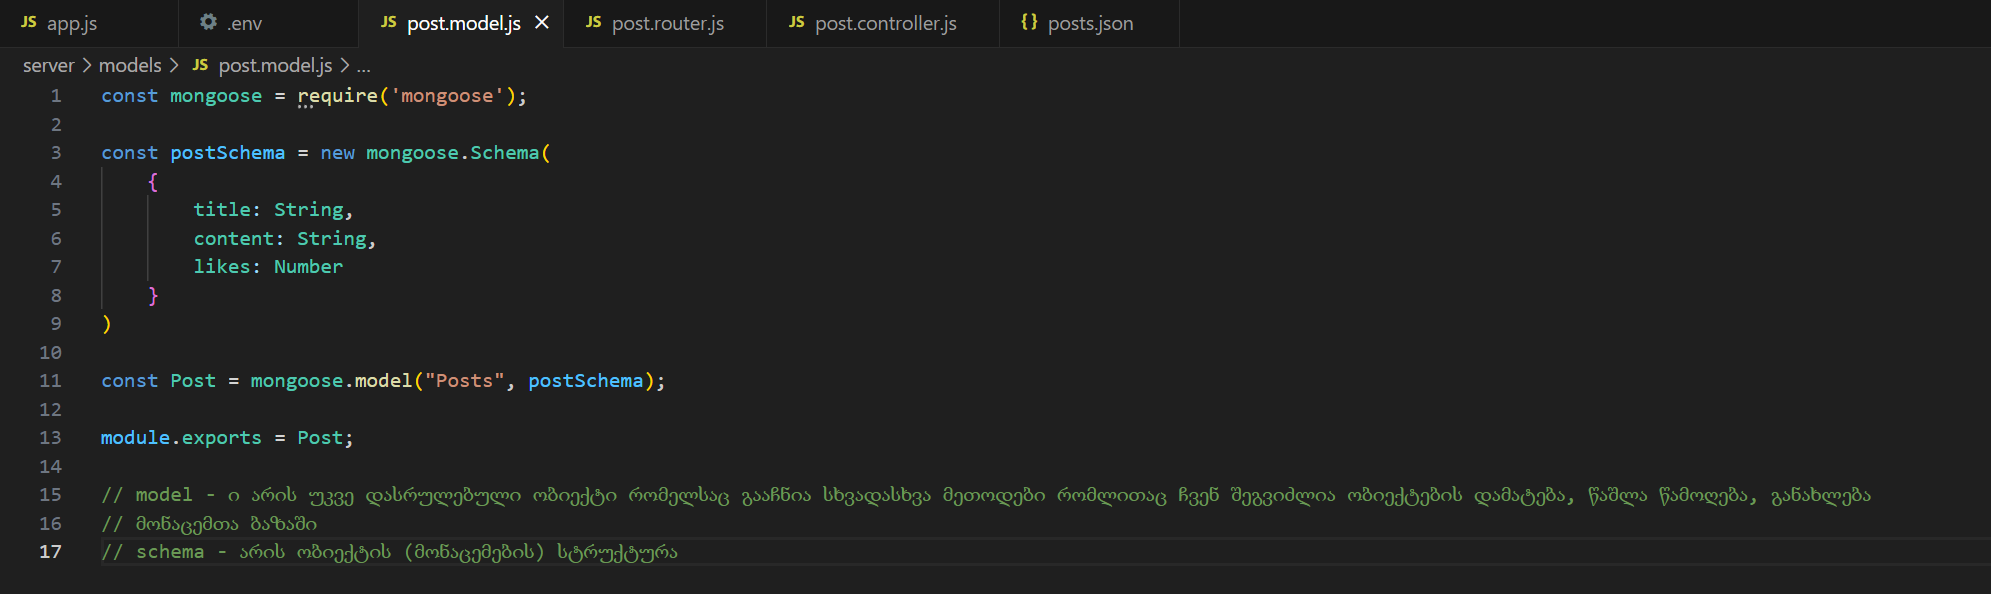 JS app.js .env JS post.model.js JS post.router.js JS post.controller.js {} posts.json
server > models > JS post.model.js > ...
1 const mongoose = require('mongoose');
2
3 const postSchema = new mongoose.Schema(
4 {
5 title: String,
6 content: String,
7 likes: Number
8 }
9 )
10
11 const Post = mongoose.model("Posts", postSchema);
12
13 module.exports = Post;
14
15 // model - ი არის უკვე დასრულებული ობიექტი რომელსაც გააჩნია სხვადასხვა მეთოდები რომლითაც ჩვენ შეგვიძლია ობიექტების დამატება, წაშლა წამოღება, განახლება
16 // მონაცემთა ბაზაში
17 // schema - არის ობიექტის (მონაცემების) სტრუქტურა